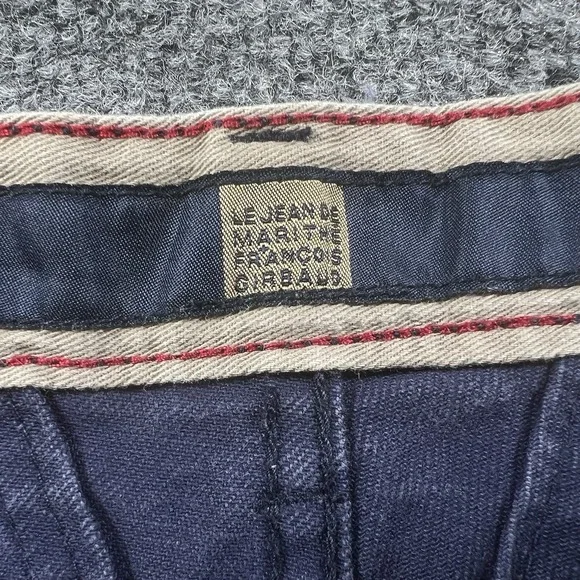 LE JEAN DE
MARITHÉ
FRANÇOIS
GIRBAUD